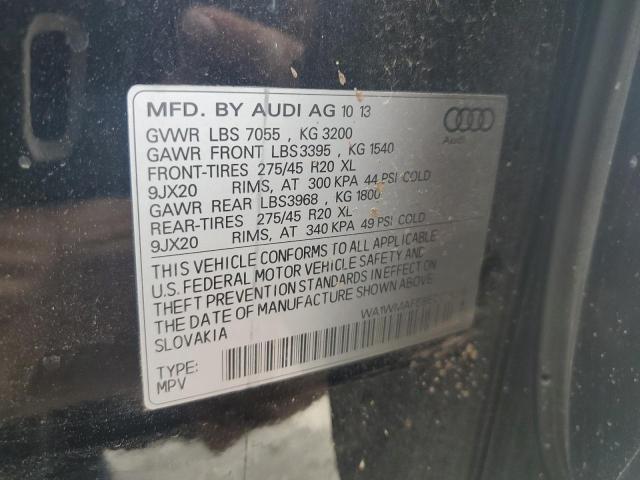 MFD. BY AUDI AG 10 13
Audi
GVWR LBS 7055 , KG 3200
GAWR FRONT LBS3395 , KG 1540
FRONT-TIRES 275/45 R20 XL
9JX20 RIMS, AT 300 KPA 44 PSI COLD
GAWR REAR LBS3968 , KG 1800
REAR-TIRES 275/45 R20 XL
9JX20 RIMS, AT 340 KPA 49 PSI COLD
THIS VEHICLE CONFORMS TO ALL APPLICABLE
U.S. FEDERAL MOTOR VEHICLE SAFETY AND
THEFT PREVENTION STANDARDS IN EFFECT ON
THE DATE OF MANUFACTURE SHOWN ABOVE.
SLOVAKIA
TYPE:
MPV